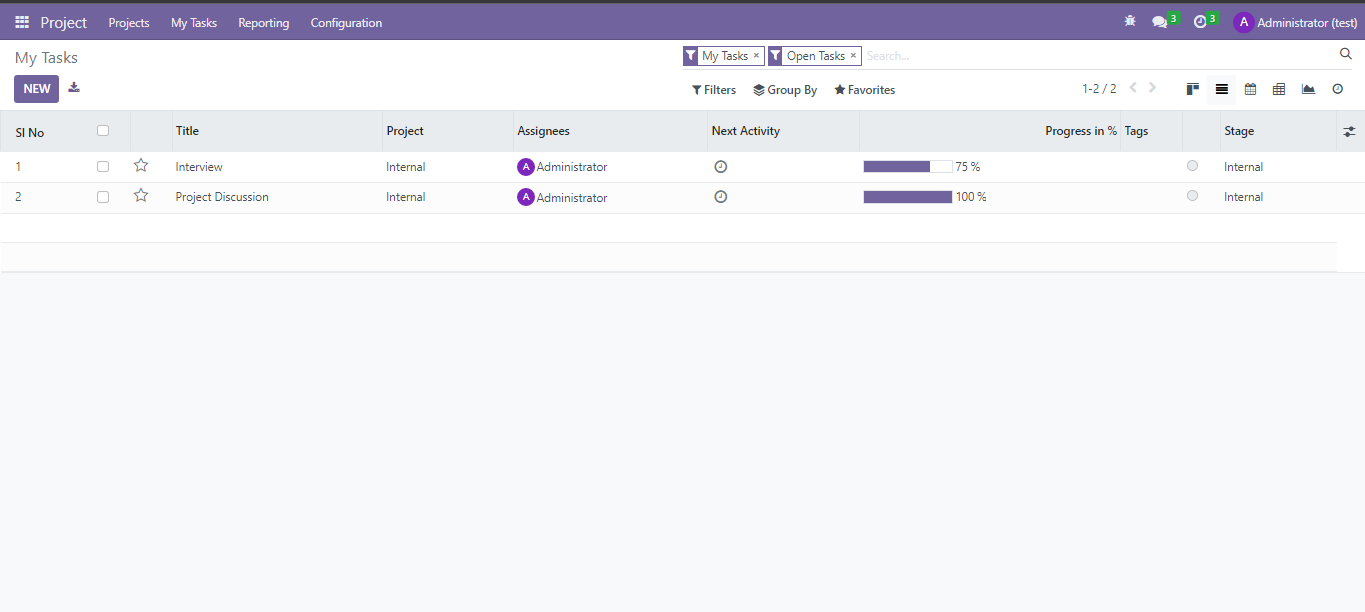 Project Projects My Tasks Reporting Configuration 3 3 A Administrator (test)
My Tasks My Tasks × Open Tasks × Search...
NEW Filters Group By Favorites 1-2 / 2
Sl No Title Project Assignees Next Activity Progress in % Tags Stage
1 Interview Internal A Administrator 75 % Internal
2 Project Discussion Internal A Administrator 100 % Internal